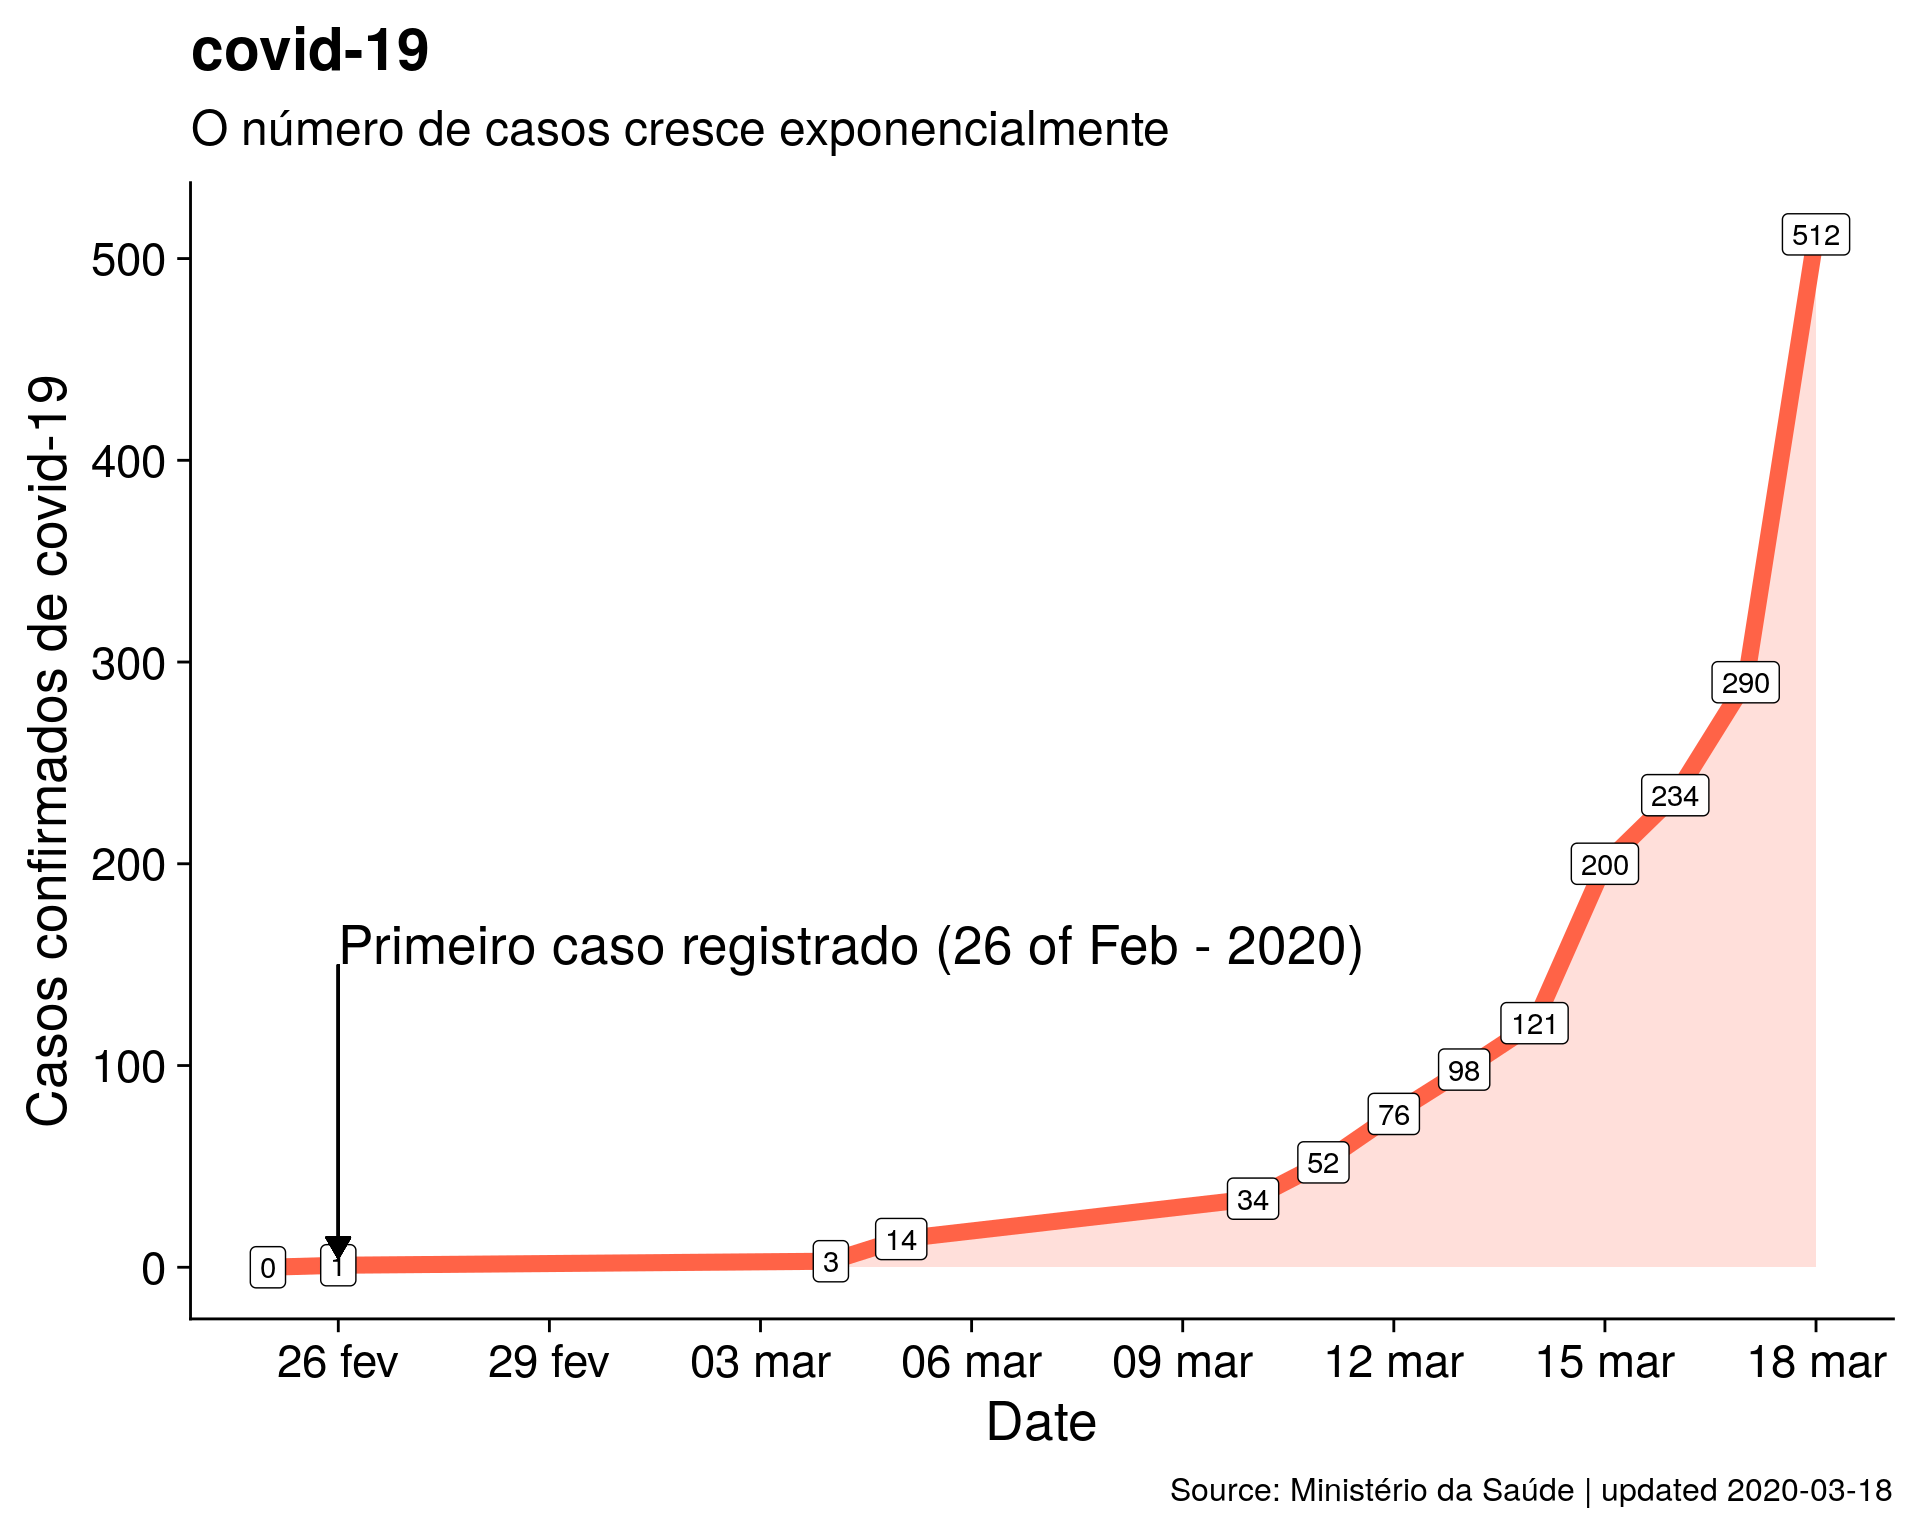 covid-19
O número de casos cresce exponencialmente
Casos confirmados de covid-19
500
400
300
200
100
0
512
290
234
200
121
98
76
52
34
14
3
1
0
Primeiro caso registrado (26 of Feb - 2020)
26 fev 29 fev 03 mar 06 mar 09 mar 12 mar 15 mar 18 mar
Date
Source: Ministério da Saúde | updated 2020-03-18